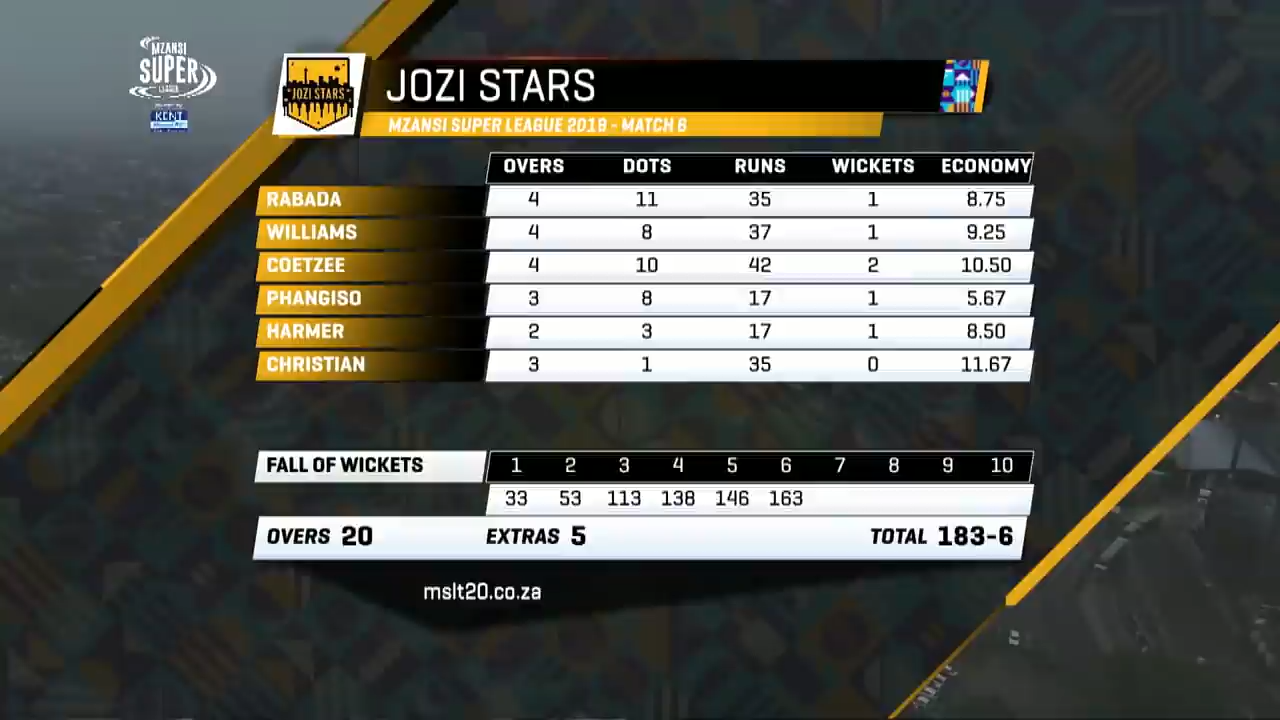 MZANSI
SUPER
LEAGUE
KENT
JOZI STARS
JOZI STARS
MZANSI SUPER LEAGUE 2019 - MATCH 6
OVERS DOTS RUNS WICKETS ECONOMY
RABADA 4 11 35 1 8.75
WILLIAMS 4 8 37 1 9.25
COETZEE 4 10 42 2 10.50
PHANGISO 3 8 17 1 5.67
HARMER 2 3 17 1 8.50
CHRISTIAN 3 1 35 0 11.67
FALL OF WICKETS 1 2 3 4 5 6 7 8 9 10
33 53 113 138 146 163
OVERS 20 EXTRAS 5 TOTAL 183-6
mslt20.co.za